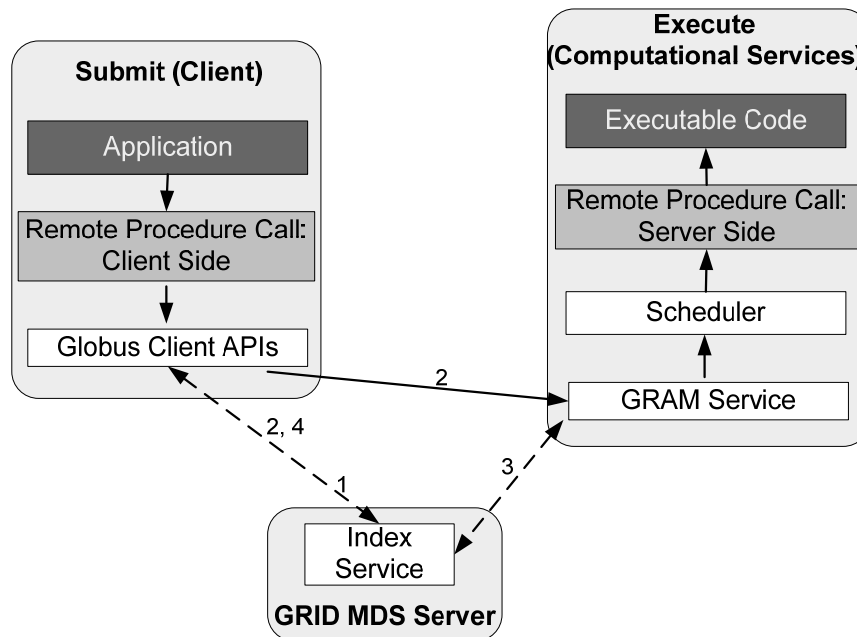 Submit (Client)
Application
Remote Procedure Call:
Client Side
Globus Client APIs
Execute
(Computational Services)
Executable Code
Remote Procedure Call:
Server Side
Scheduler
GRAM Service
2
2, 4
1
3
Index
Service
GRID MDS Server